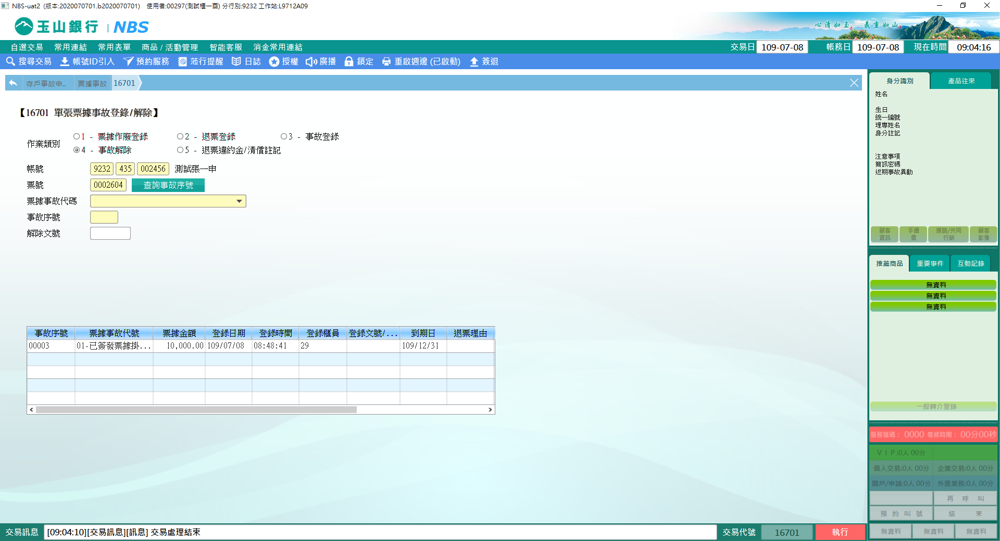 NBS-uat2 (版本:2020070701.b2020070701) 使用者:00297(測試櫃一酉) 分行別:9232 工作站:L9712A09
玉山銀行 | NBS
心清如玉。 義重如山。
自選交易 常用連結 常用表單 商品 / 活動管理 智能客服 消金常用連結 交易日 109-07-08 帳務日 109-07-08 現在時間 09:04:16
搜尋交易 帳號ID引入 預約服務 蒞行提醒 日誌 授權 廣播 鎖定 重啟週邊 (已啟動) 簽退
存戶事故申.. 票據事故 16701
【16701 單張票據事故登錄/解除】
作業類別
1 - 票據作廢登錄 2 - 退票登錄 3 - 事故登錄
4 - 事故解除 5 - 退票違約金/清償註記
帳號 9232 435 002456 測試張一申
票號 0002604 查詢事故序號
票據事故代碼
事故序號
解除文號
事故序號 票據事故代號 票據金額 登錄日期 登錄時間 登錄櫃員 登錄文號/... 到期日 退票理由
00003 01-已簽發票據掛... 10,000.00 109/07/08 08:48:41 29 109/12/31
身分識別 產品往來
姓名
生日
統一編號
理專姓名
身分註記
注意事項
簡訊密碼
近期事故異動
顧客資訊 手續費 通路/共同行銷 顧客影像
推薦商品 重要事件 互動記錄
無資料
無資料
無資料
一般轉介登錄
服務號碼: 0000 等候時間: 00分00秒
VIP:0人 00分
個人交易:0人 00分 企業交易:0人 00分
開戶/申請:0人 00分 外匯業務:0人 00分
再呼叫
預約叫號 結束
無資料 無資料 無資料
交易訊息 [09:04:10][交易訊息][訊息] 交易處理結束 交易代號 16701 執行